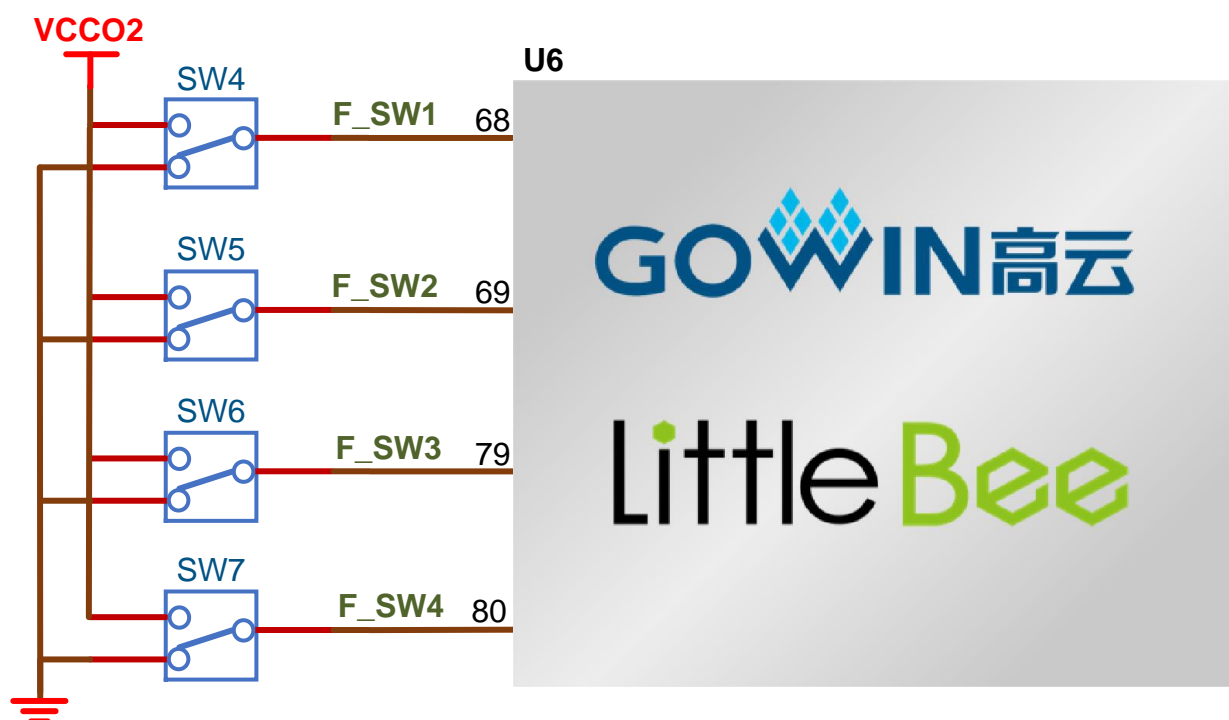 VCCO2
U6
SW4
F_SW1
68
SW5
F_SW2
69
GOWIN高云
SW6
F_SW3
79
LittleBee
SW7
F_SW4
80